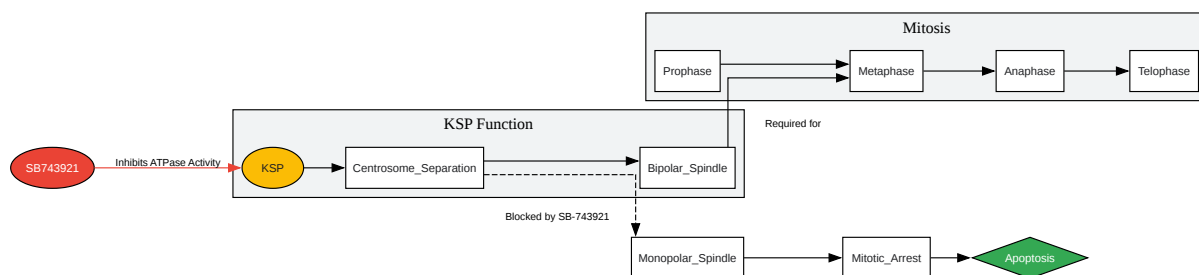 Mitosis
Prophase
Metaphase
Anaphase
Telophase
KSP Function
Required for
SB743921
Inhibits ATPase Activity
KSP
Centrosome_Separation
Bipolar_Spindle
Blocked by SB-743921
Monopolar_Spindle
Mitotic_Arrest
Apoptosis